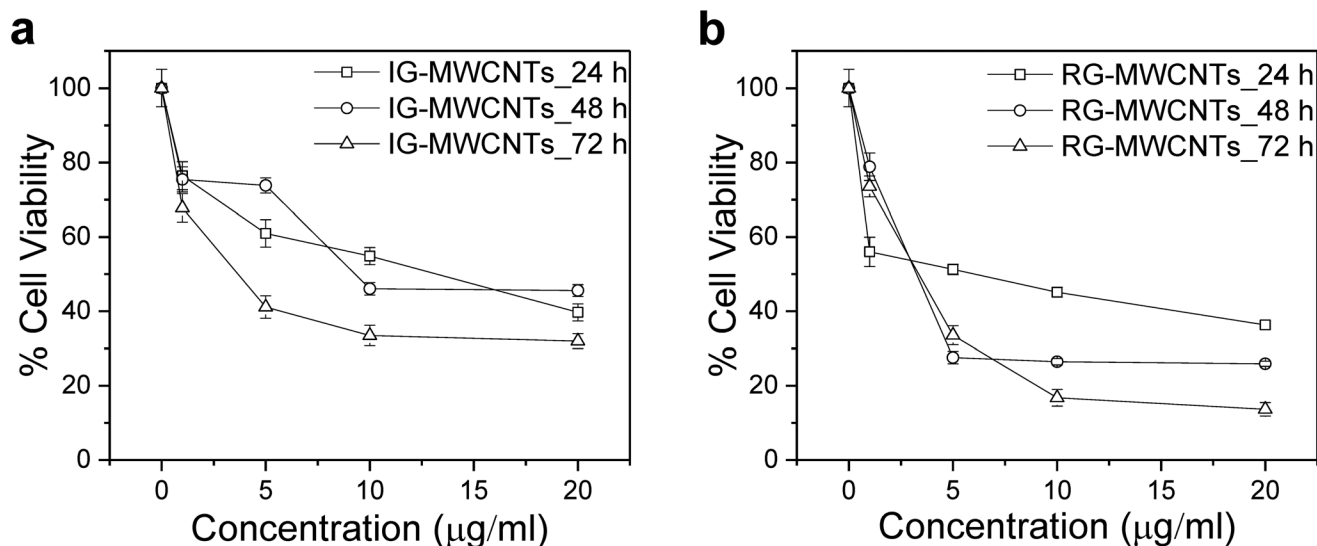 a
IG-MWCNTs_24 h
IG-MWCNTs_48 h
IG-MWCNTs_72 h
% Cell Viability
100
80
60
40
20
0
0 5 10 15 20
Concentration (μg/ml)
b
RG-MWCNTs_24 h
RG-MWCNTs_48 h
RG-MWCNTs_72 h
% Cell Viability
100
80
60
40
20
0
0 5 10 15 20
Concentration (μg/ml)